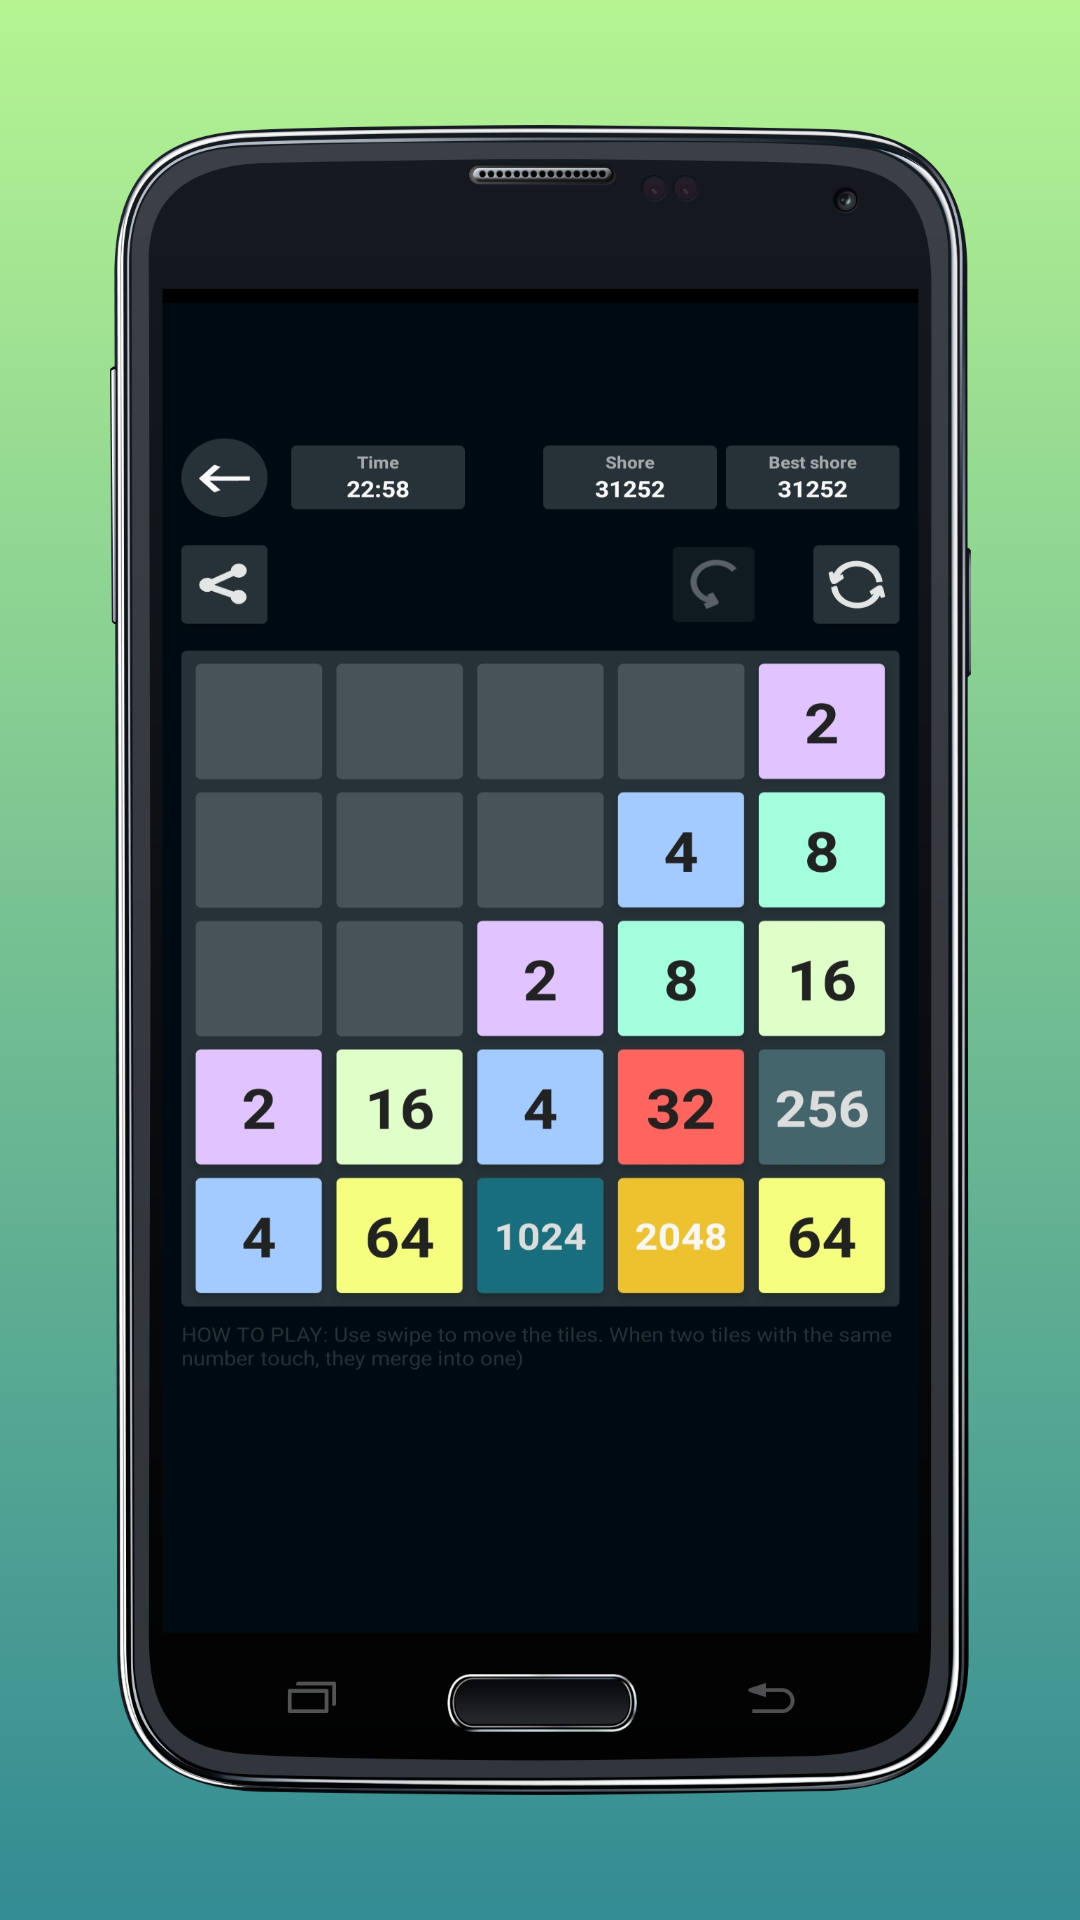 Time
22:58
Shore
31252
Best shore
31252
2
4 8
2 8 16
2 16 4 32 256
4 64 1024 2048 64
HOW TO PLAY: Use swipe to move the tiles. When two tiles with the same
number touch, they merge into one)